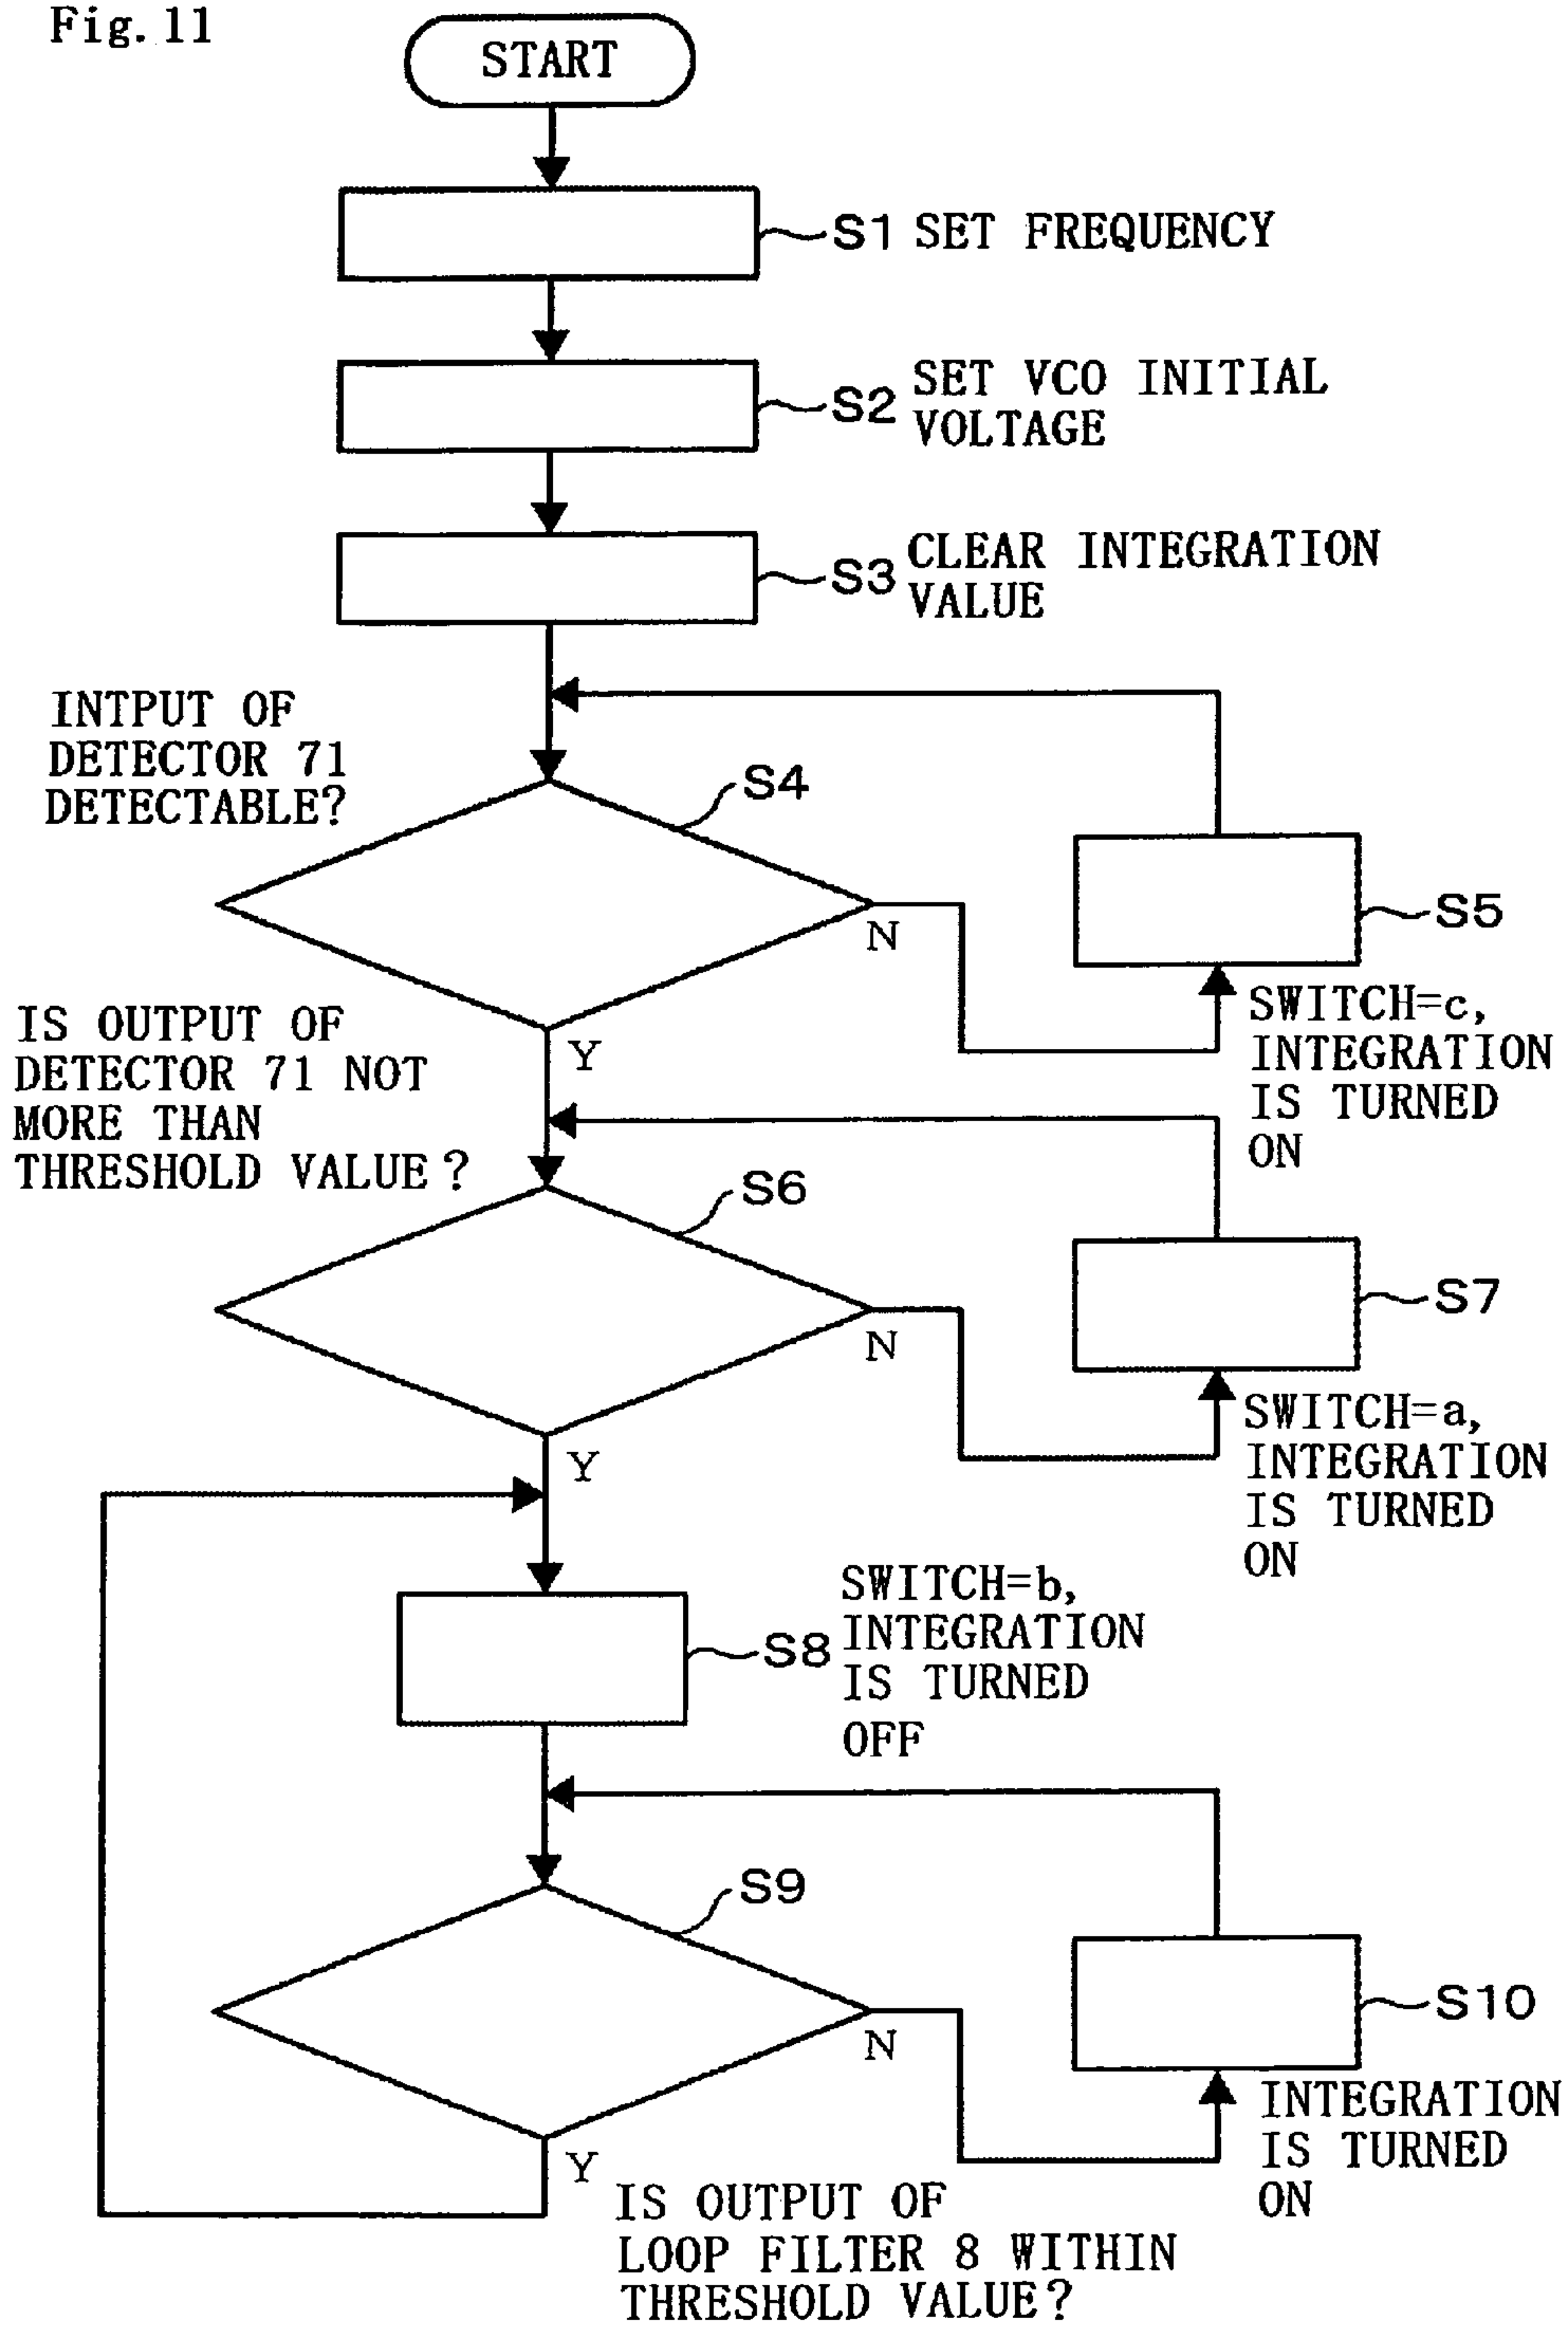 Fig. 11
START
S1 SET FREQUENCY
S2 SET VCO INITIAL
VOLTAGE
S3 CLEAR INTEGRATION
VALUE
INTPUT OF
DETECTOR 71
DETECTABLE?
S4
N
Y
S5
SWITCH=c,
INTEGRATION
IS TURNED
ON
IS OUTPUT OF
DETECTOR 71 NOT
MORE THAN
THRESHOLD VALUE?
S6
N
Y
S7
SWITCH=a,
INTEGRATION
IS TURNED
ON
S8
SWITCH=b,
INTEGRATION
IS TURNED
OFF
S9
N
Y
S10
INTEGRATION
IS TURNED
ON
IS OUTPUT OF
LOOP FILTER 8 WITHIN
THRESHOLD VALUE?